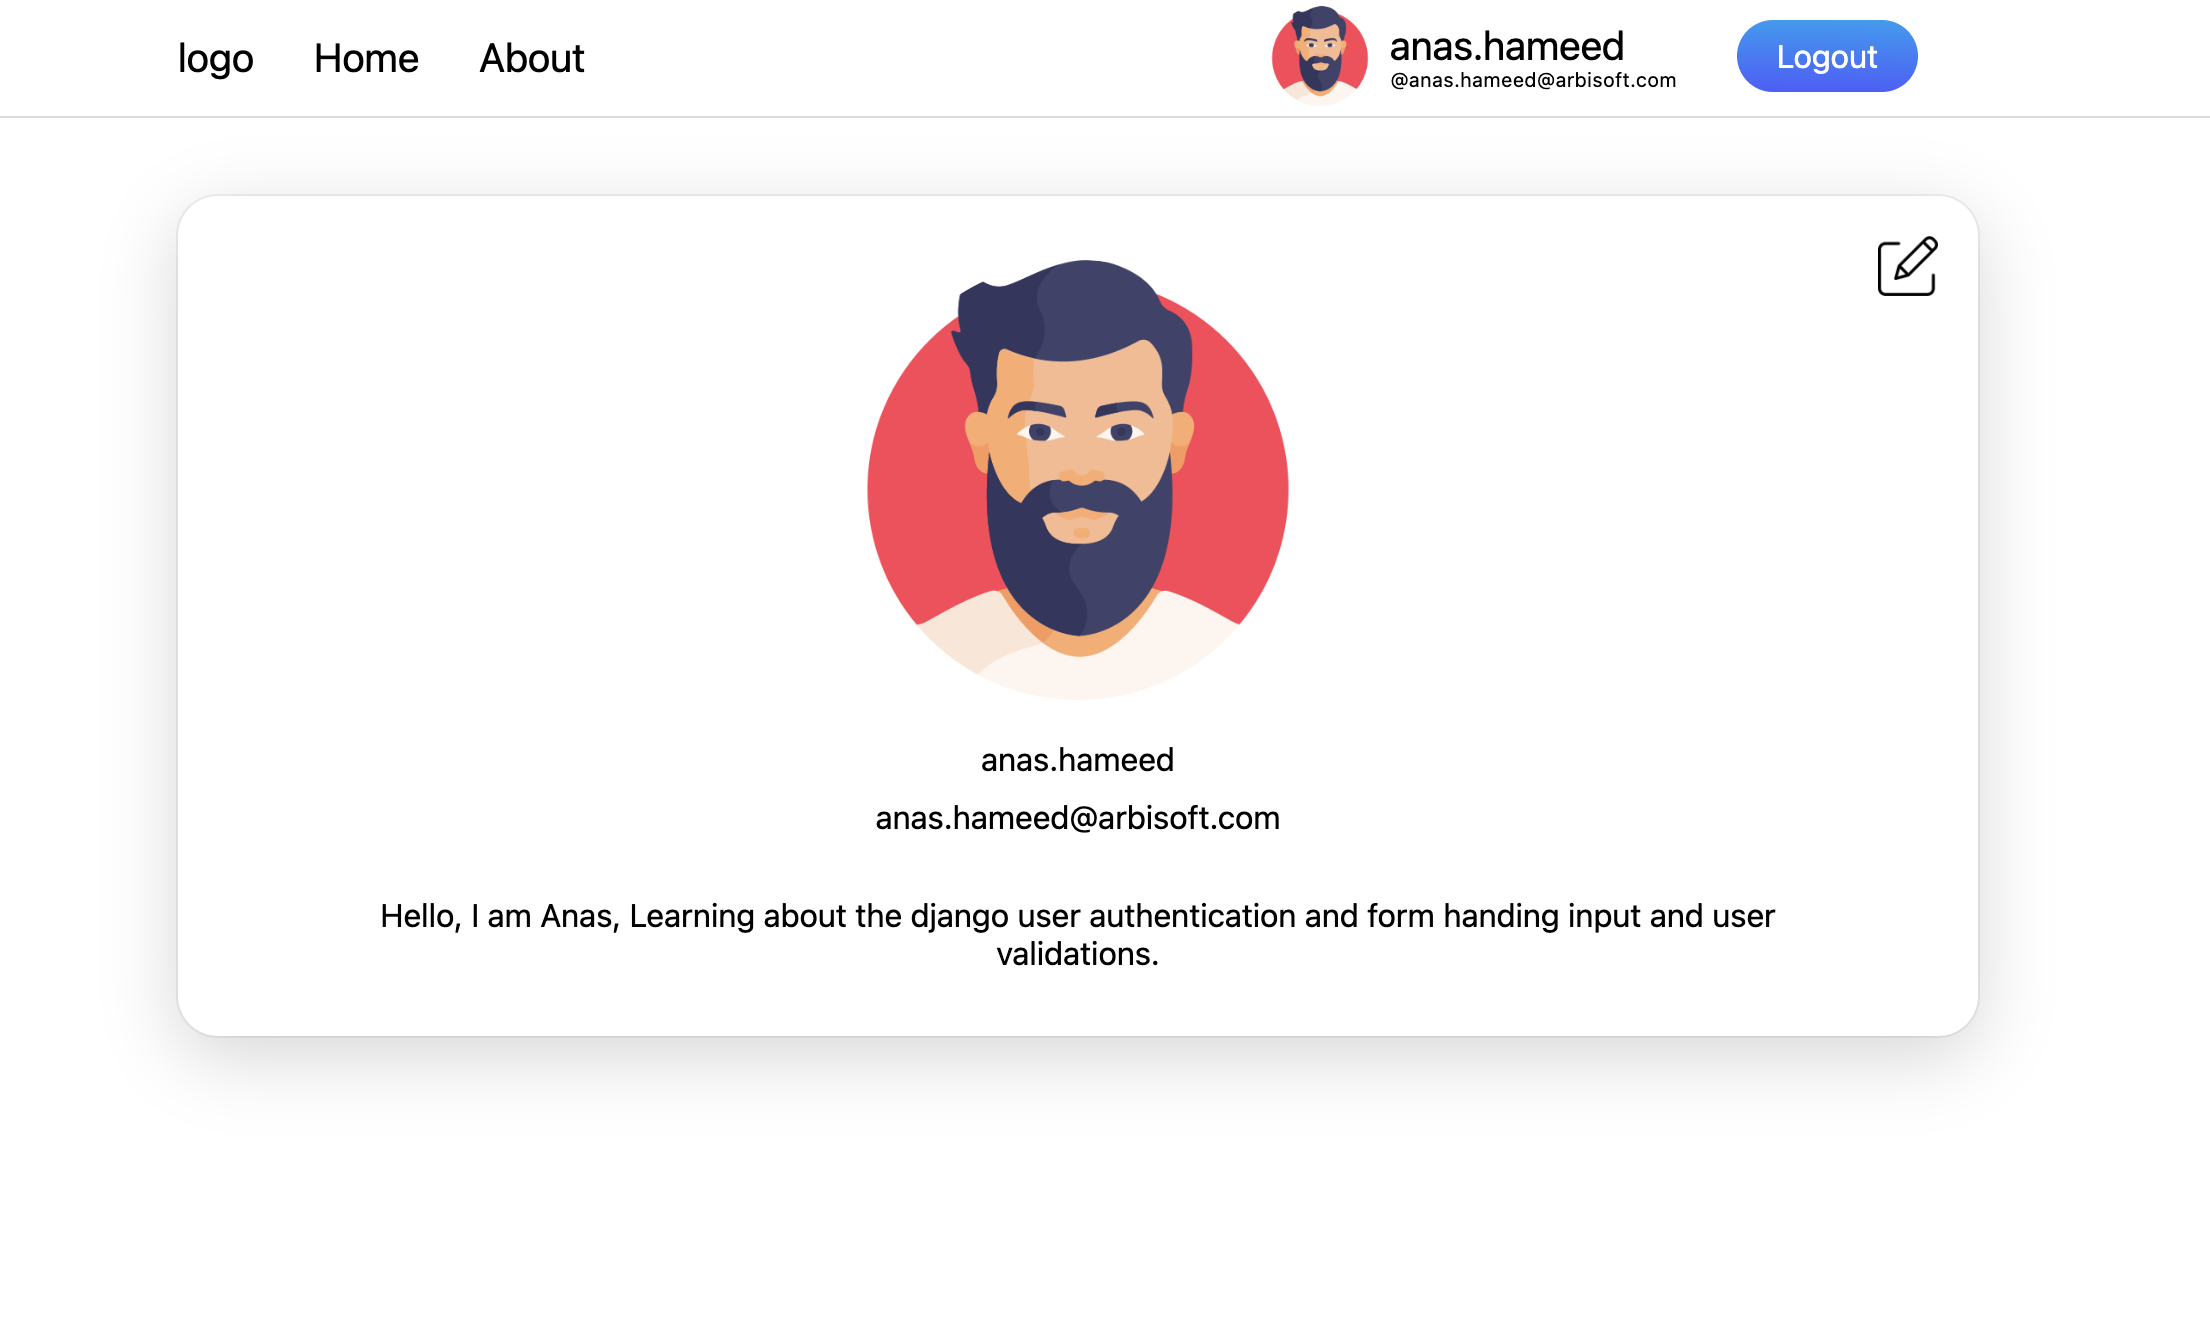 logo Home About anas.hameed Logout
@anas.hameed@arbisoft.com
anas.hameed
anas.hameed@arbisoft.com
Hello, I am Anas, Learning about the django user authentication and form handing input and user
validations.